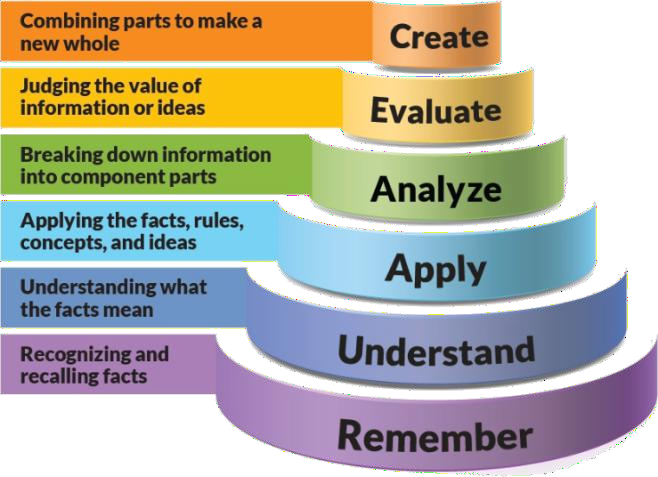 Combining parts to make a
new whole
Create
Judging the value of
information or ideas
Evaluate
Breaking down information
into component parts
Analyze
Applying the facts, rules,
concepts, and ideas
Apply
Understanding what
the facts mean
Understand
Recognizing and
recalling facts
Remember